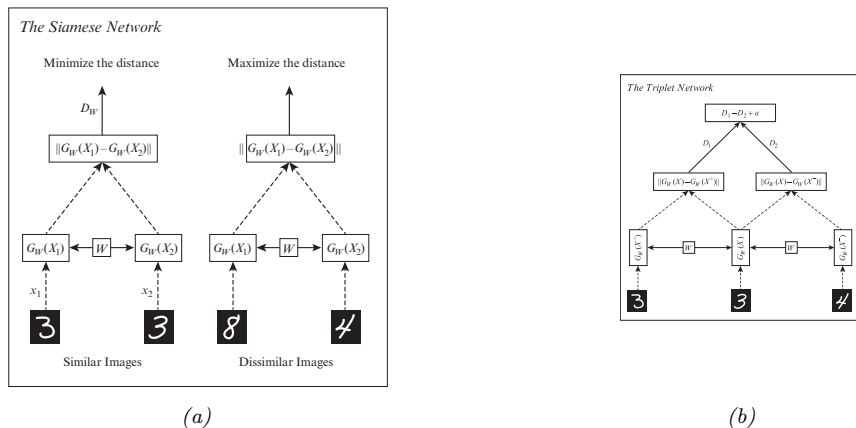 The Siamese Network
Minimize the distance
Maximize the distance
D_W
||G_W(X_1)−G_W(X_2)||
||G_W(X_1)−G_W(X_2)||
G_W(X_1)
W
G_W(X_2)
G_W(X_1)
W
G_W(X_2)
x_1
x_2
3
3
8
4
Similar Images
Dissimilar Images
(a)
The Triplet Network
D_1−D_2+a
D_1
D_2
||G_W(X)−G_W(X^+)||
||G_W(X)−G_W(X^−)||
G_W(X^+)
W
G_W(X)
W
G_W(X^−)
3
3
4
(b)